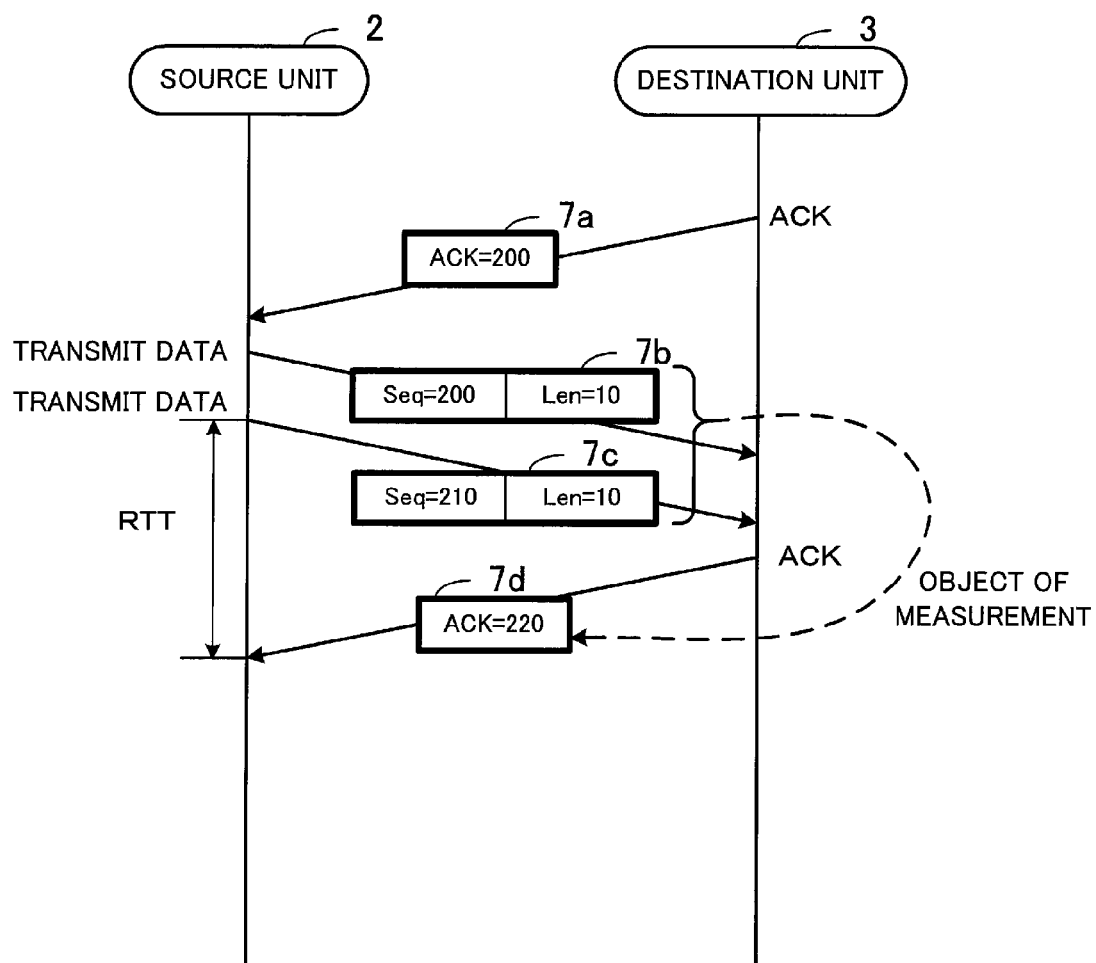 2
3
SOURCE UNIT
DESTINATION UNIT
7a
ACK
ACK=200
TRANSMIT DATA
7b
Seq=200
Len=10
TRANSMIT DATA
7c
Seq=210
Len=10
RTT
ACK
7d
OBJECT OF
MEASUREMENT
ACK=220